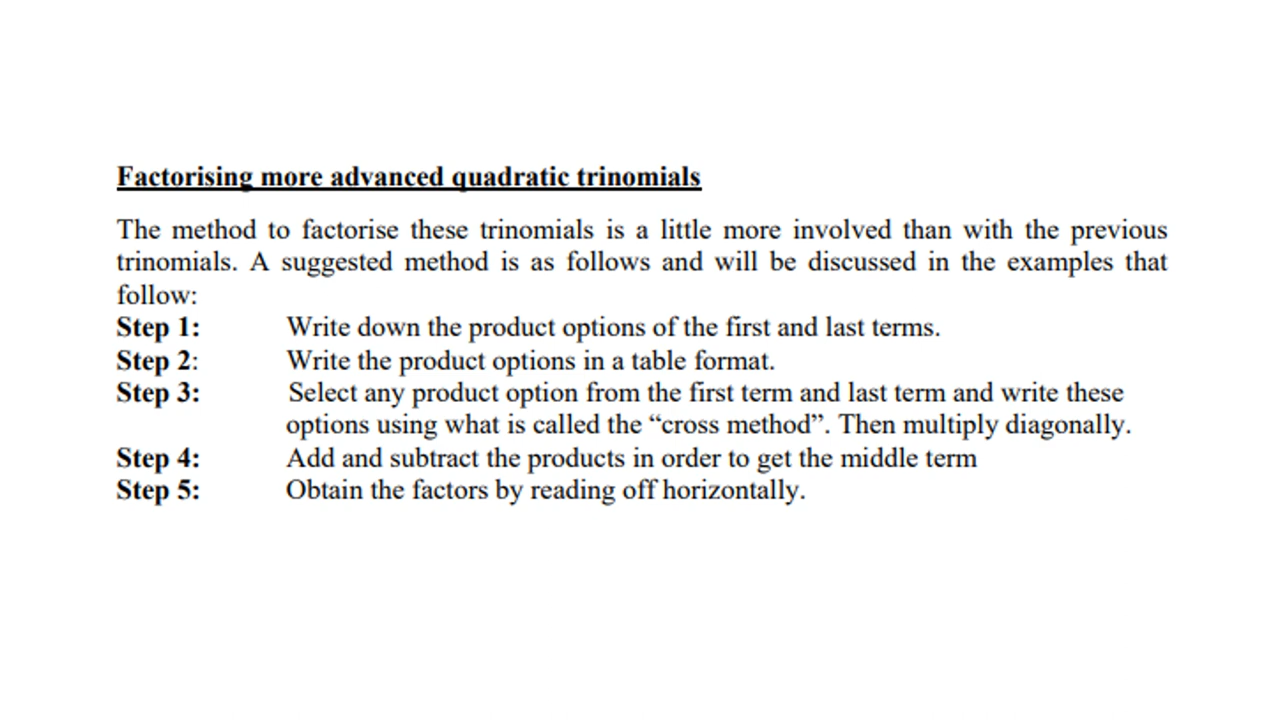 Factorising more advanced quadratic trinomials
The method to factorise these trinomials is a little more involved than with the previous
trinomials. A suggested method is as follows and will be discussed in the examples that
follow:
Step 1: Write down the product options of the first and last terms.
Step 2: Write the product options in a table format.
Step 3: Select any product option from the first term and last term and write these
options using what is called the “cross method”. Then multiply diagonally.
Step 4: Add and subtract the products in order to get the middle term
Step 5: Obtain the factors by reading off horizontally.